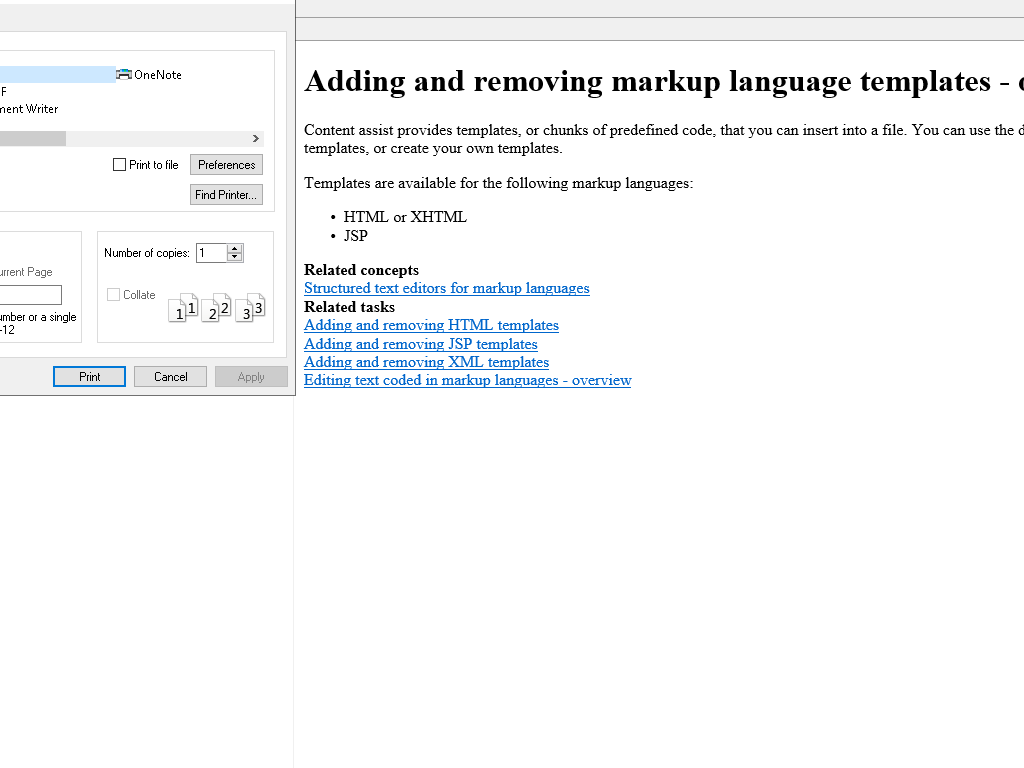 OneNote
F
ment Writer
Print to file
Preferences
Find Printer...
urrent Page
umber or a single
-12
Number of copies: 1
Collate
1 1 2 2 3 3
Print
Cancel
Apply
Adding and removing markup language templates -
Content assist provides templates, or chunks of predefined code, that you can insert into a file. You can use the
templates, or create your own templates.
Templates are available for the following markup languages:
• HTML or XHTML
• JSP
Related concepts
Structured text editors for markup languages
Related tasks
Adding and removing HTML templates
Adding and removing JSP templates
Adding and removing XML templates
Editing text coded in markup languages - overview